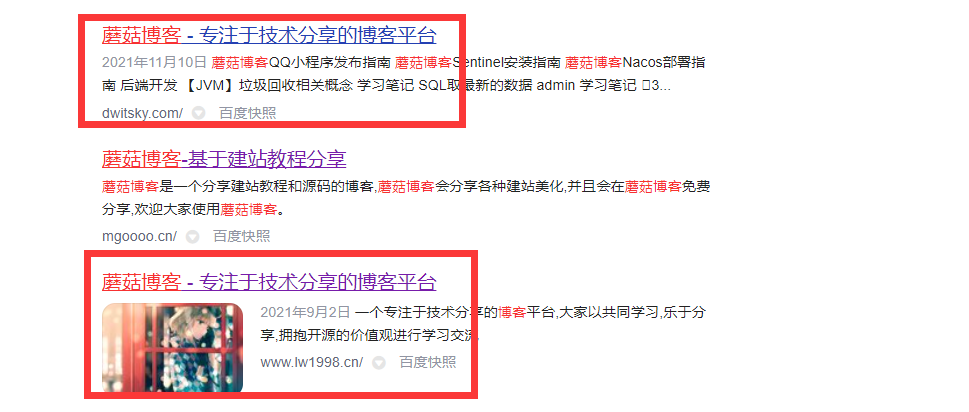 蘑菇博客 - 专注于技术分享的博客平台
2021年11月10日 蘑菇博客QQ小程序发布指南 蘑菇博客Sentinel安装指南 蘑菇博客Nacos部署指
南 后端开发 【JVM】垃圾回收相关概念 学习笔记 SQL取最新的数据 admin 学习笔记 3...
dwitsky.com/ 百度快照
蘑菇博客-基于建站教程分享
蘑菇博客是一个分享建站教程和源码的博客,蘑菇博客会分享各种建站美化,并且会在蘑菇博客免费
分享,欢迎大家使用蘑菇博客。
mgoooo.cn/ 百度快照
蘑菇博客 - 专注于技术分享的博客平台
2021年9月2日 一个专注于技术分享的博客平台,大家以共同学习,乐于分
享,拥抱开源的价值观进行学习交流
www.lw1998.cn/ 百度快照